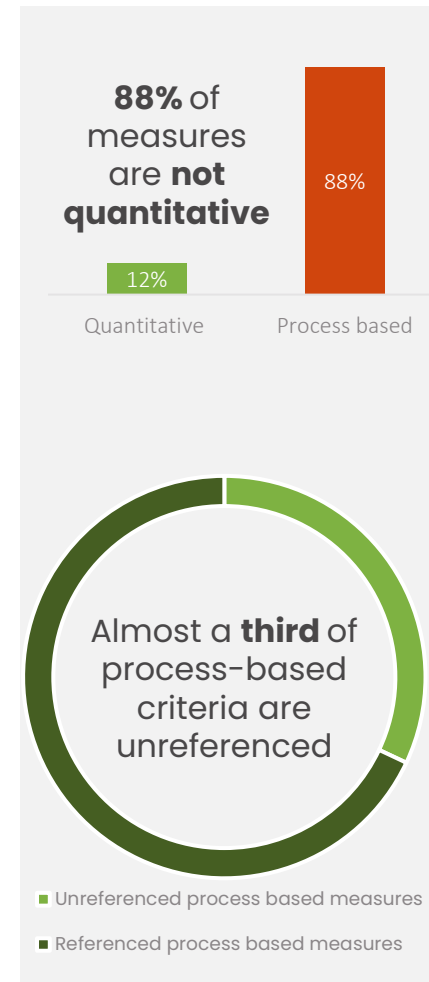 88% of
measures
are not
quantitative
88%
12%
Quantitative
Process based
Almost a third of
process-based
criteria are
unreferenced
Unreferenced process based measures
Referenced process based measures